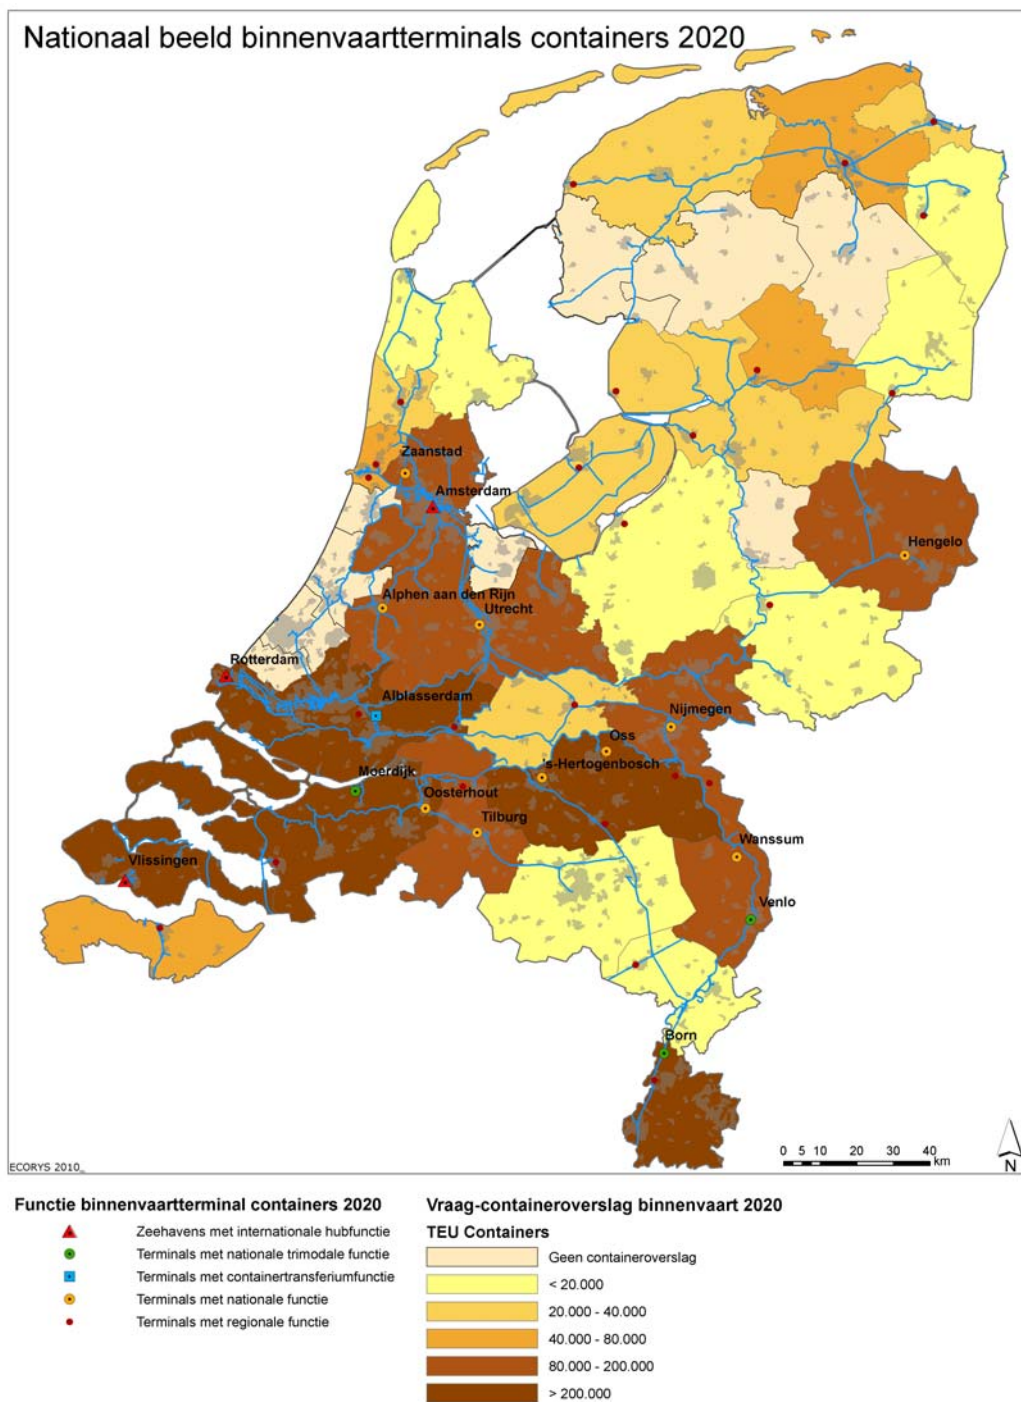 Nationaal beeld binnenvaartterminals containers 2020
Zaanstad
Amsterdam
Hengelo
Alphen aan den Rijn
Utrecht
Rotterdam
Alblasserdam
Nijmegen
Oss
's-Hertogenbosch
Moerdijk
Oosterhout
Tilburg
Wanssum
Vlissingen
Venlo
Born
0 5 10 20 30 40
km
N
ECORYS 2010_
Functie binnenvaartterminal containers 2020
Zeehavens met internationale hubfunctie
Terminals met nationale trimodale functie
Terminals met containertransferiumfunctie
Terminals met nationale functie
Terminals met regionale functie
Vraag-containeroverslag binnenvaart 2020
TEU Containers
Geen containeroverslag
< 20.000
20.000 - 40.000
40.000 - 80.000
80.000 - 200.000
> 200.000